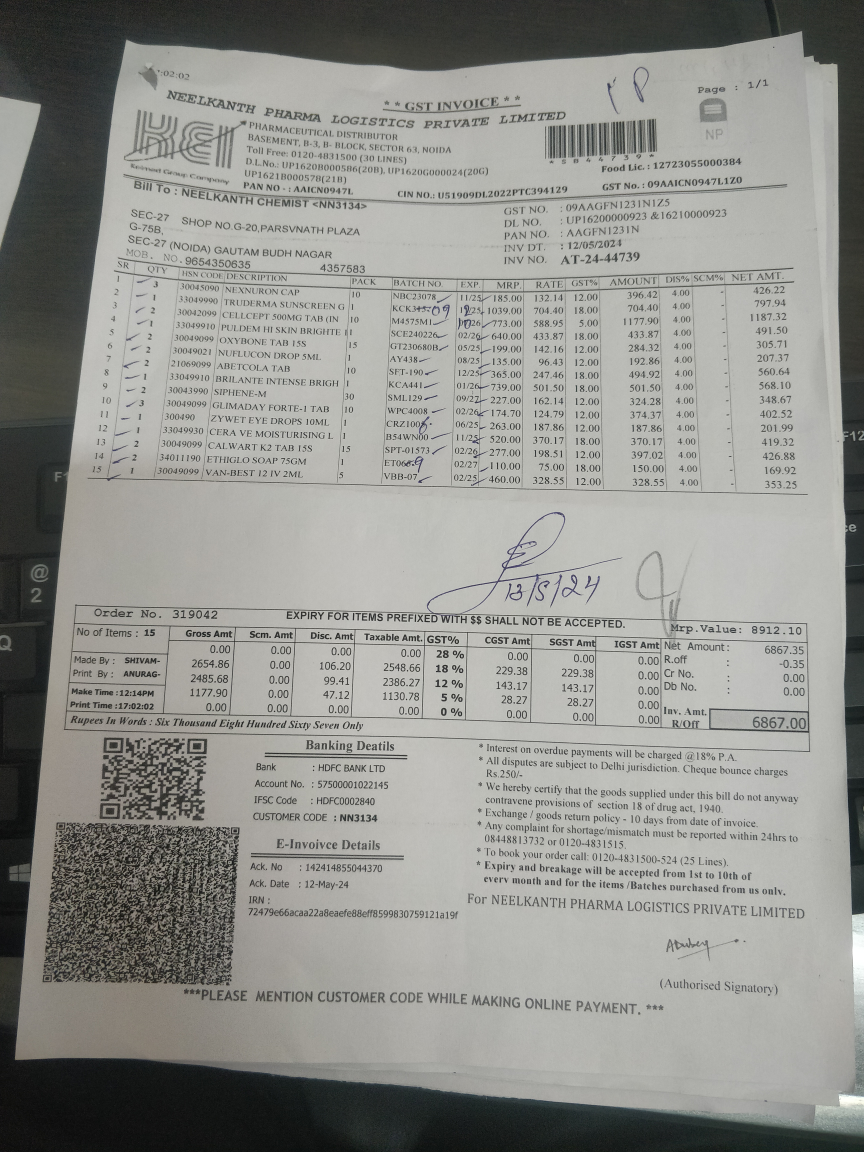 :02:02
* * GST INVOICE * *
Page : 1/1
NEELKANTH PHARMA LOGISTICS PRIVATE LIMITED
KEI
Keimed Group Company
PHARMACEUTICAL DISTRIBUTOR
BASEMENT, B-3, B- BLOCK, SECTOR 63, NOIDA
Toll Free: 0120-4831500 (30 LINES)
D.L.No.: UP1620B000586(20B), UP1620G000024(20G)
UP1621B000578(21B)
PAN NO - : AAICN0947L
CIN NO.: U51909DL2022PTC394129
* 5 8 4 4 7 3 9 *
NP
Food Lic. : 12723055000384
GST No. : 09AAICN0947L1Z0
Bill To : NEELKANTH CHEMIST <NN3134>
SEC-27 SHOP NO.G-20,PARSVNATH PLAZA
G-75B,
SEC-27 (NOIDA) GAUTAM BUDH NAGAR
MOB. NO. 9654350635 4357583
GST NO. : 09AAGFN1231N1Z5
DL NO. : UP16200000923 &16210000923
PAN NO. : AAGFN1231N
INV DT. : 12/05/2024
INV NO. AT-24-44739
SR QTY HSN CODE DESCRIPTION PACK BATCH NO. EXP. MRP. RATE GST% AMOUNT DIS% SCM% NET AMT.
1 3 30045090 NEXNURON CAP 10 NBC23078 11/25 185.00 132.14 12.00 396.42 4.00 - 426.22
2 1 33049990 TRUDERMA SUNSCREEN G 1 09 12/25 1039.00 704.40 18.00 704.40 4.00 - 797.94
3 2 30042099 CELLCEPT 500MG TAB (IN 10 M4575M1 773.00 588.95 5.00 1177.90 4.00 - 1187.32
4 1 33049910 PULDEM HI SKIN BRIGHTE 1 SCE240226 02/26 640.00 433.87 18.00 433.87 4.00 - 491.50
5 2 30049099 OXYBONE TAB 15S 15 GT230680B 05/25 199.00 142.16 12.00 284.32 4.00 - 305.71
6 2 30049021 NUFLUCON DROP 5ML 1 AY438 08/25 135.00 96.43 12.00 192.86 4.00 - 207.37
7 2 21069099 ABETCOLA TAB 10 SFT-190 12/25 365.00 247.46 18.00 494.92 4.00 - 560.64
8 1 33049910 BRILANTE INTENSE BRIGH 1 KCA441 01/26 739.00 501.50 18.00 501.50 4.00 - 568.10
9 2 30043990 SIPHENE-M 30 SML129 09/27 227.00 162.14 12.00 324.28 4.00 - 348.67
10 3 30049099 GLIMADAY FORTE-1 TAB 10 WPC4008 02/26 174.70 124.79 12.00 374.37 4.00 - 402.52
11 1 300490 ZYWET EYE DROPS 10ML 1 06/25 263.00 187.86 12.00 187.86 4.00 - 201.99
12 1 33049930 CERA VE MOISTURISING L 1 B54WN00 11/25 520.00 370.17 18.00 370.17 4.00 - 419.32
13 2 30049099 CALWART K2 TAB 15S 15 SPT-01573 02/26 277.00 198.51 12.00 397.02 4.00 - 426.88
14 2 34011190 ETHIGLO SOAP 75GM 1 02/27 110.00 75.00 18.00 150.00 4.00 - 169.92
15 1 30049099 VAN-BEST 12 IV 2ML 5 VBB-07 02/25 460.00 328.55 12.00 328.55 4.00 - 353.25
13/5/24
Order No. 319042
EXPIRY FOR ITEMS PREFIXED WITH $$ SHALL NOT BE ACCEPTED.
Mrp.Value: 8912.10
No of Items : 15
Gross Amt Scm. Amt Disc. Amt Taxable Amt. GST% CGST Amt SGST Amt IGST Amt
0.00 0.00 0.00 0.00 28 % 0.00 0.00 0.00
2654.86 0.00 106.20 2548.66 18 % 229.38 229.38 0.00
2485.68 0.00 99.41 2386.27 12 % 143.17 143.17 0.00
1177.90 0.00 47.12 1130.78 5 % 28.27 28.27 0.00
0.00 0.00 0.00 0.00 0 % 0.00 0.00 0.00
Made By : SHIVAM-
Print By : ANURAG-
Make Time :12:14PM
Print Time :17:02:02
Net Amount: 6867.35
R.off : -0.35
Cr No. : 0.00
Db No. : 0.00
Inv. Amt. R/Off 6867.00
Rupees In Words : Six Thousand Eight Hundred Sixty Seven Only
Banking Deatils
Bank : HDFC BANK LTD
Account No. : 57500001022145
IFSC Code : HDFC0002840
CUSTOMER CODE : NN3134
E-Invoivce Details
Ack. No : 142414855044370
Ack. Date : 12-May-24
IRN :
72479e66acaa22a8eaefe88eff8599830759121a19f
* Interest on overdue payments will be charged @18% P.A.
* All disputes are subject to Delhi jurisdiction. Cheque bounce charges
Rs.250/-
* We hereby certify that the goods supplied under this bill do not anyway
contravene provisions of section 18 of drug act, 1940.
* Exchange / goods return policy - 10 days from date of invoice.
* Any complaint for shortage/mismatch must be reported within 24hrs to
08448813732 or 0120-4831515.
* To book your order call: 0120-4831500-524 (25 Lines).
* Expiry and breakage will be accepted from 1st to 10th of
every month and for the items /Batches purchased from us only.
For NEELKANTH PHARMA LOGISTICS PRIVATE LIMITED
(Authorised Signatory)
***PLEASE MENTION CUSTOMER CODE WHILE MAKING ONLINE PAYMENT. ***
@
2
Q
F12